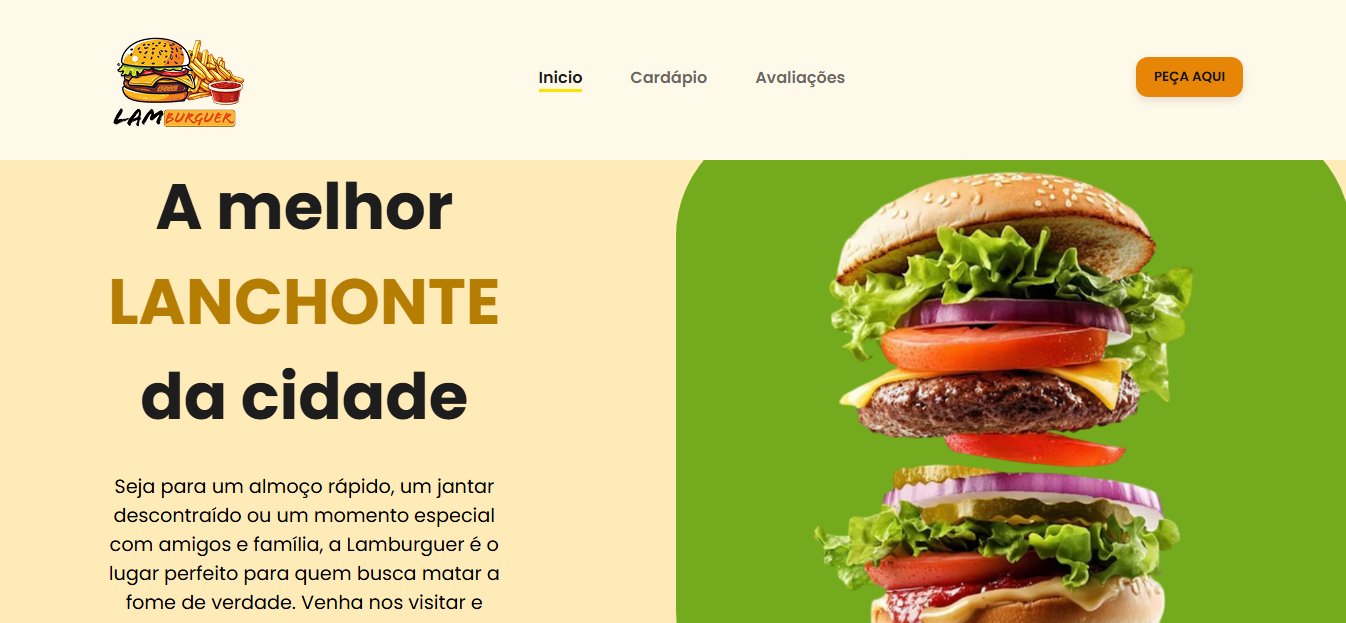 LAMBURGUER
Inicio
Cardápio
Avaliações
PEÇA AQUI
A melhor
LANCHONTE
da cidade
Seja para um almoço rápido, um jantar
descontraído ou um momento especial
com amigos e família, a Lamburguer é o
lugar perfeito para quem busca matar a
fome de verdade. Venha nos visitar e